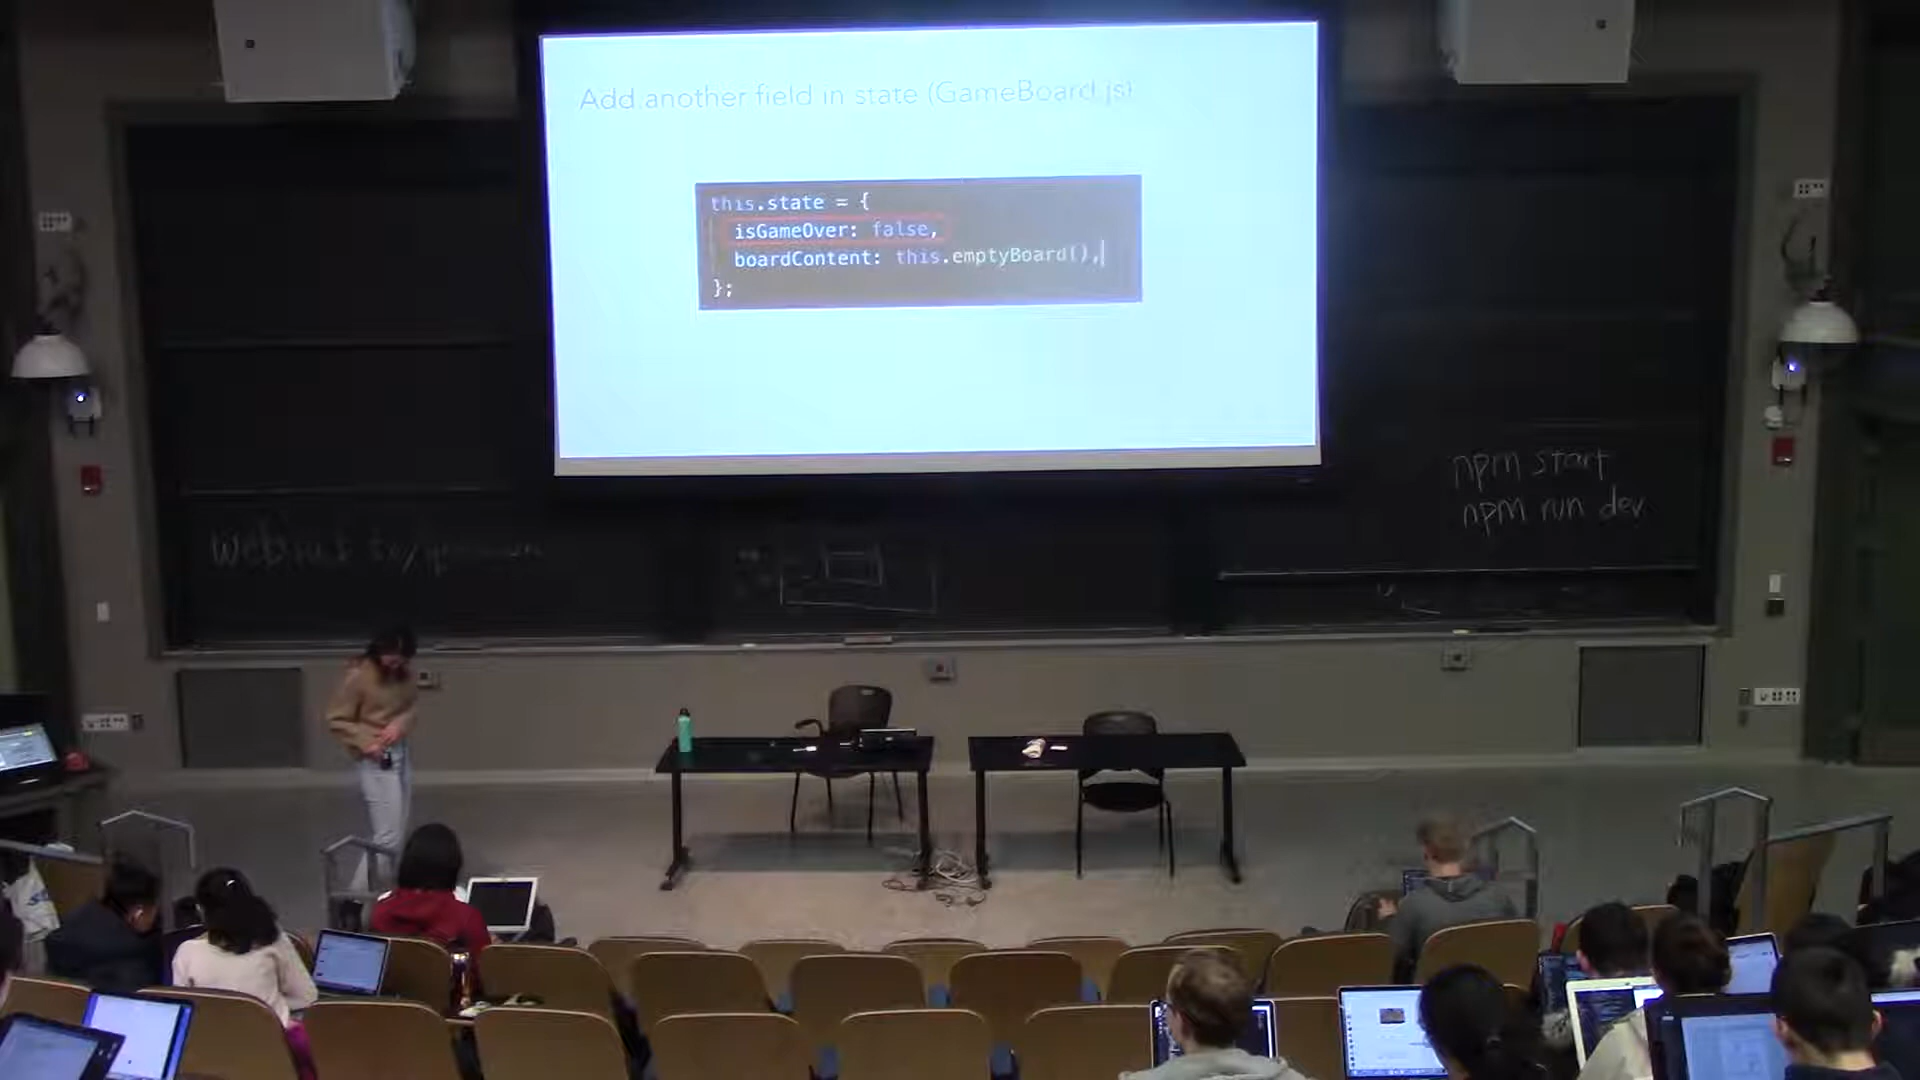 Add another field in state (GameBoard.js)
this.state = {
isGameOver: false,
boardContent: this.emptyBoard(),
};
npm start
npm run dev